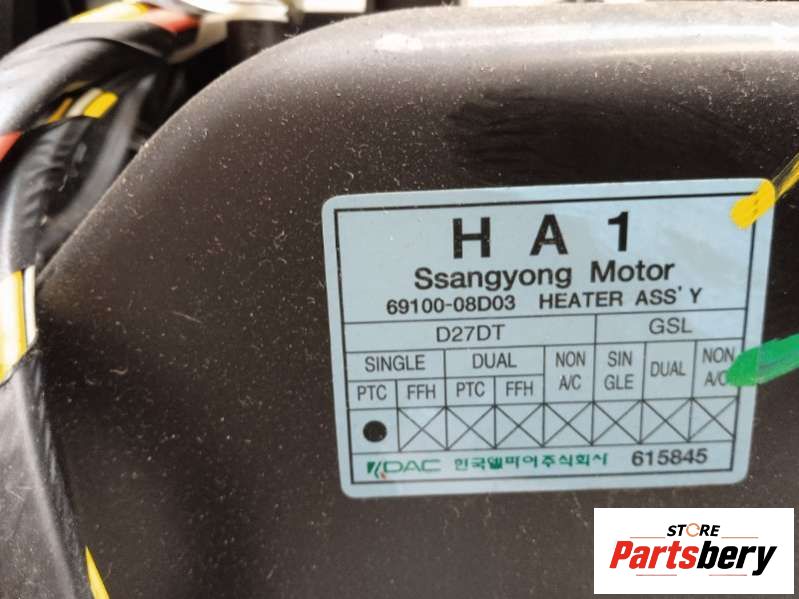 H A 1
Ssangyong Motor
69100-08D03 HEATER ASS'Y
D27DT GSL
SINGLE DUAL NON A/C SIN GLE DUAL NON A/C
PTC FFH PTC FFH
KDAC 한국델파이주식회사 615845
STORE
Partsbery